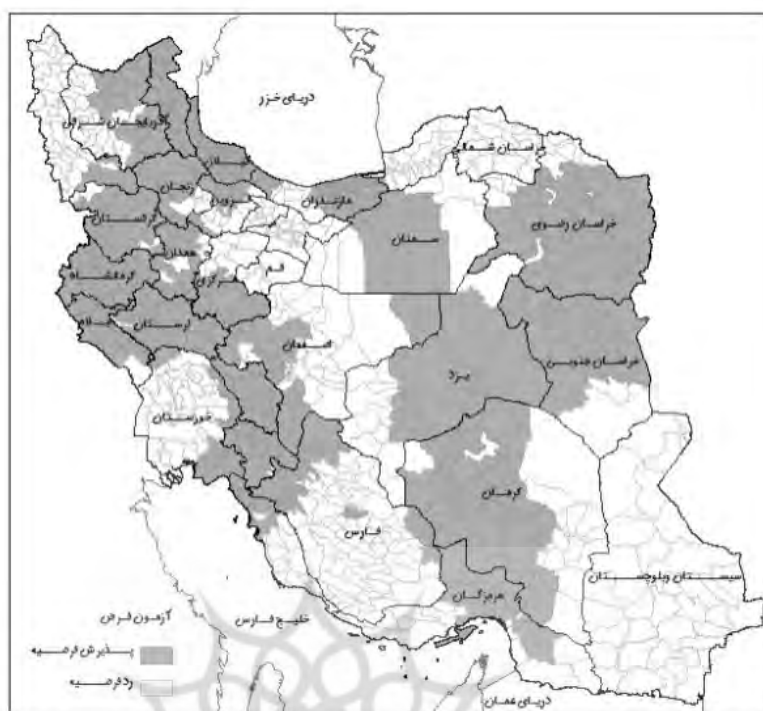 دریای خزر
آذربایجان شرقی
خراسان شمالی
گیلان
زنجان
قزوین
مازندران
کردستان
سمنان
خراسان رضوی
همدان
قم
کرمانشاه
مرکزی
ایلام
لرستان
اصفهان
خراسان جنوبی
یزد
خوزستان
کرمان
فارس
سیستان وبلوچستان
هرمزگان
خلیج فارس
آزمون فرض
پذیرش فرضیه
رد فرضیه
دریای عمان